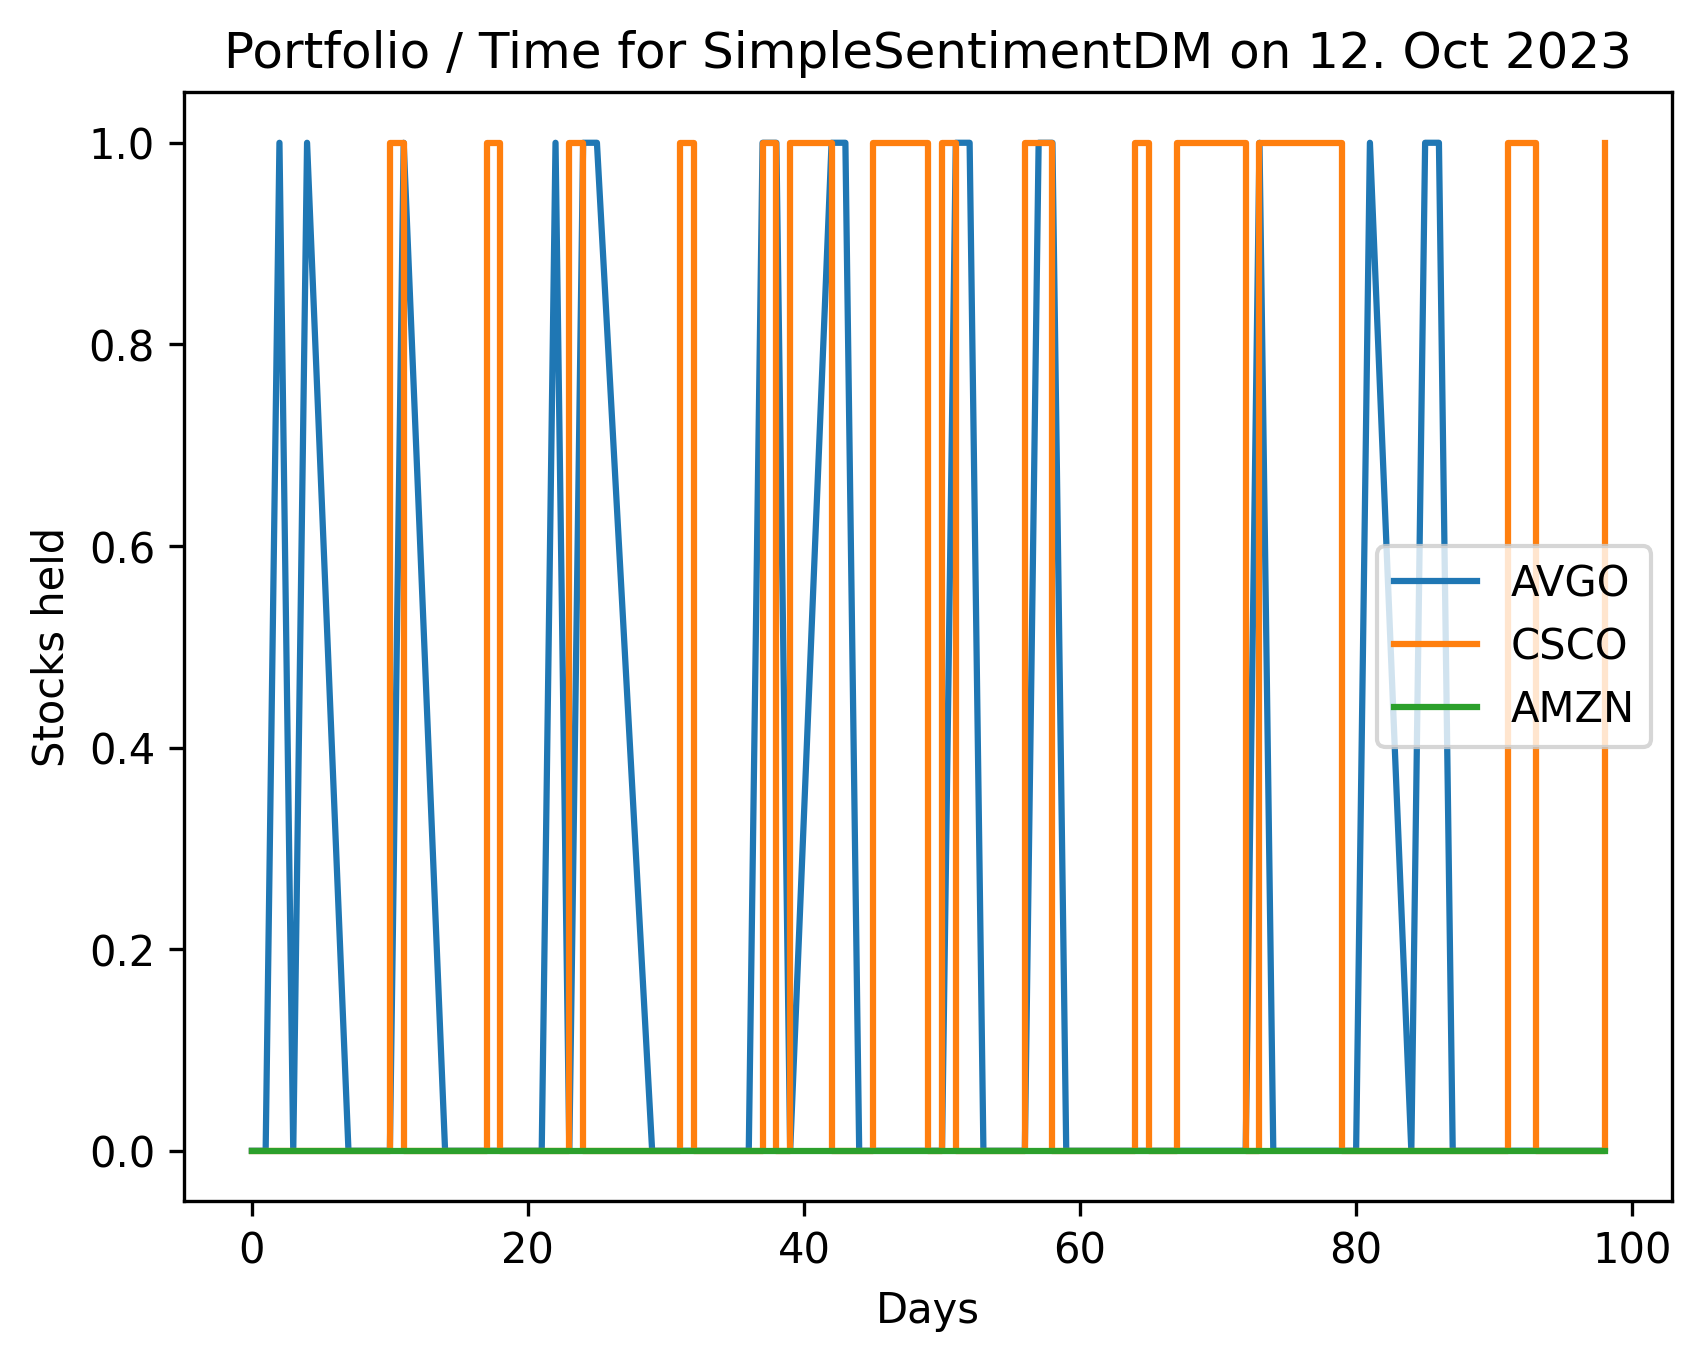 Portfolio / Time for SimpleSentimentDM on 12. Oct 2023
1.0
0.8
0.6
0.4
0.2
0.0
Stocks held
AVGO
CSCO
AMZN
0 20 40 60 80 100
Days